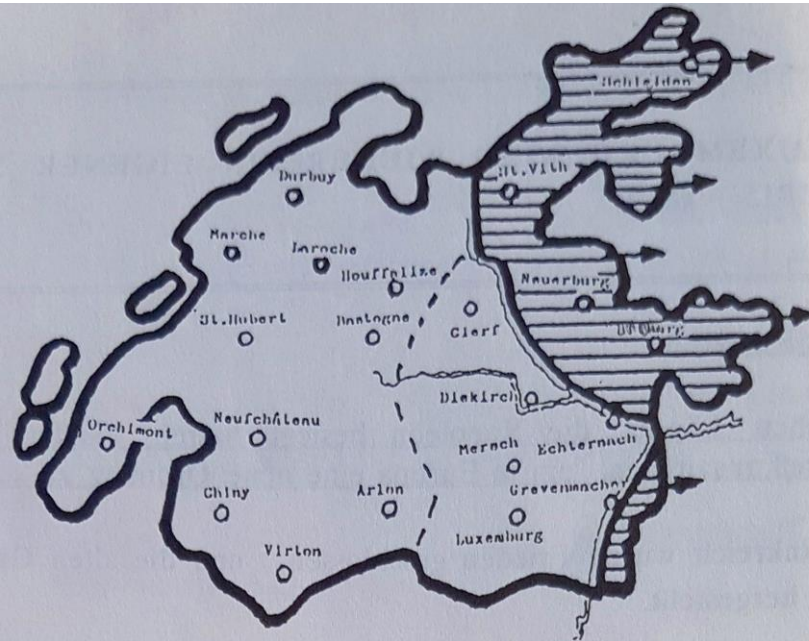 Schleiden
St.Vith
Durbuy
Marche
Laroche
Houffalize
Neuerburg
St.Hubert
Bastogne
Clerf
Bitburg
Diekirch
Orchimont
Neufchâteau
Mersch
Echternach
Chiny
Arlon
Grevenmacher
Luxemburg
Virton